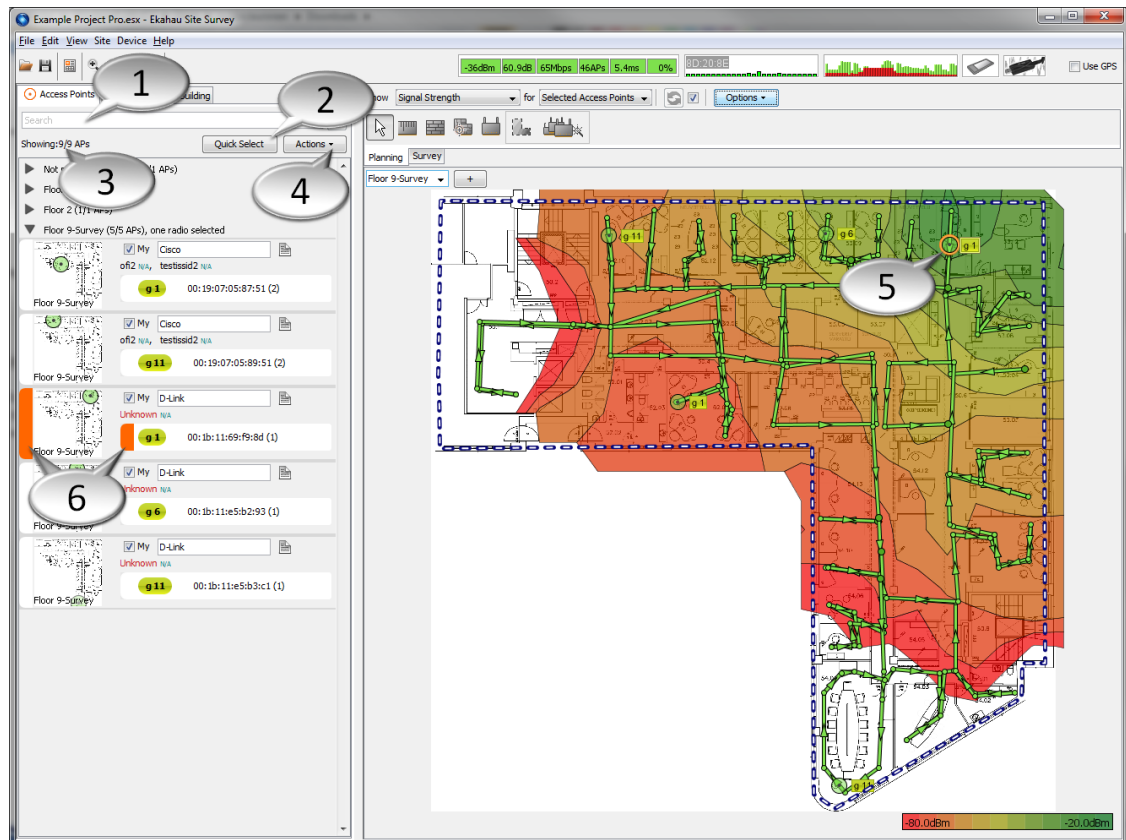 Example Project Pro.esx - Ekahau Site Survey
File Edit View Site Device Help
-36dBm 60.9dB 65Mbps 46APs 5.4ms 0%
8D:20:8E
Use GPS
1
2
Access Points
Building
Show Signal Strength for Selected Access Points Options
Search
Showing:9/9 APs
Quick Select
Actions
3
4
Planning Survey
Floor 9-Survey +
APs)
Floor 2 (1/1 APs)
Floor 9-Survey (5/5 APs), one radio selected
My Cisco
ofi2 N/A, testissid2 N/A
g 1 00:19:07:05:87:51 (2)
Floor 9-Survey
My Cisco
ofi2 N/A, testissid2 N/A
g 11 00:19:07:05:89:51 (2)
Floor 9-Survey
My D-Link
Unknown N/A
g 1 00:1b:11:69:f9:8d (1)
Floor 9-Survey
6
My D-Link
Unknown N/A
g 6 00:1b:11:e5:b2:93 (1)
Floor 9-Survey
My D-Link
Unknown N/A
g 11 00:1b:11:e5:b3:c1 (1)
Floor 9-Survey
g 11
g 6
g 1
5
g 1
g 11
-80.0dBm
-20.0dBm